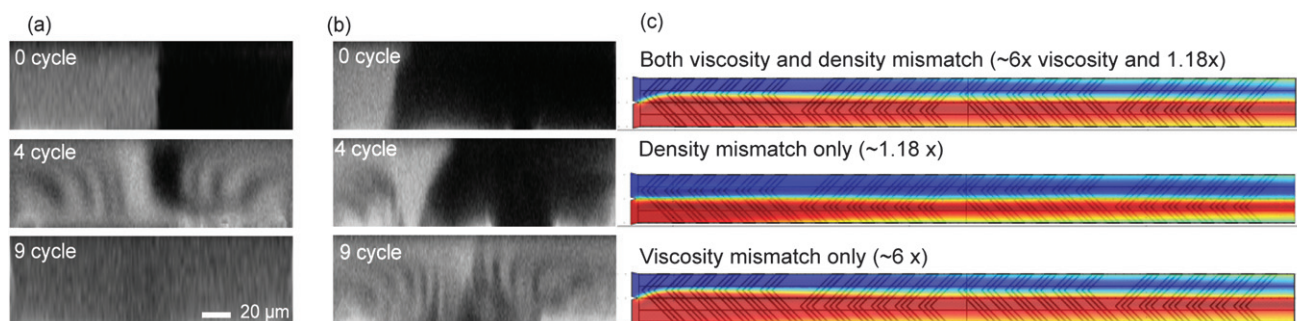 (a)
(b)
(c)
0 cycle
4 cycle
9 cycle
20 μm
0 cycle
4 cycle
9 cycle
Both viscosity and density mismatch (~6x viscosity and 1.18x)
Density mismatch only (~1.18 x)
Viscosity mismatch only (~6 x)